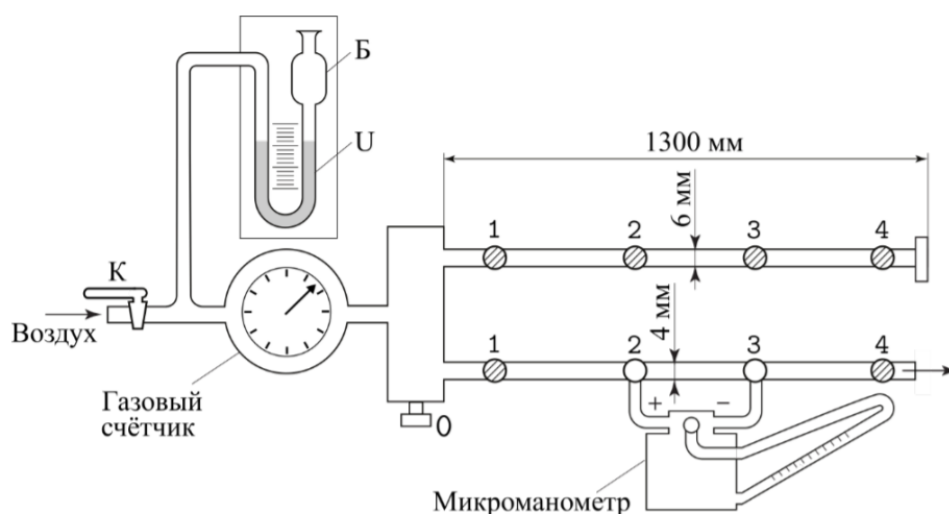 Б
U
1300 мм
6 мм
1 2 3 4
К
Воздух
4 мм
1 2 3 4
Газовый
счётчик
0
+ −
Микроманометр